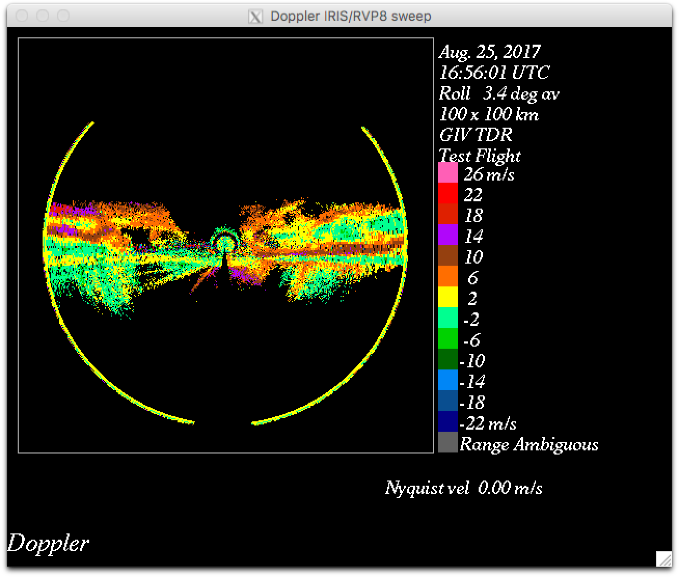 Doppler IRIS/RVP8 sweep
Aug. 25, 2017
16:56:01 UTC
Roll 3.4 deg av
100 x 100 km
GIV TDR
Test Flight
26 m/s
22
18
14
10
6
2
-2
-6
-10
-14
-18
-22 m/s
Range Ambiguous
Nyquist vel 0.00 m/s
Doppler